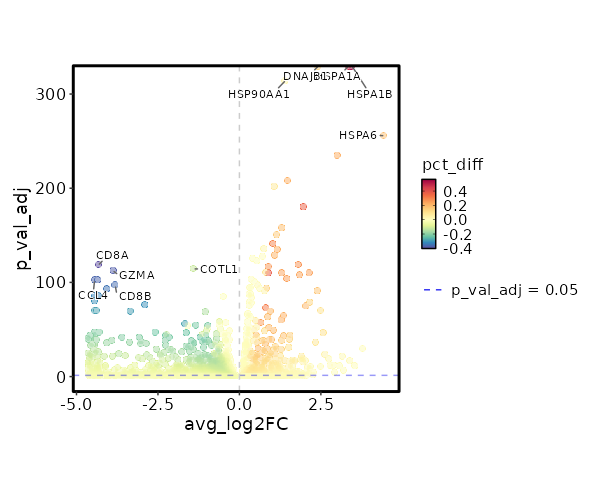 DNAJB1
HSPA1A
HSP90AA1
HSPA1B
HSPA6
CD8A
GZMA
COTL1
CCL4
CD8B
300
200
100
0
-5.0
-2.5
0.0
2.5
avg_log2FC
p_val_adj
pct_diff
0.4
0.2
0.0
-0.2
-0.4
p_val_adj = 0.05